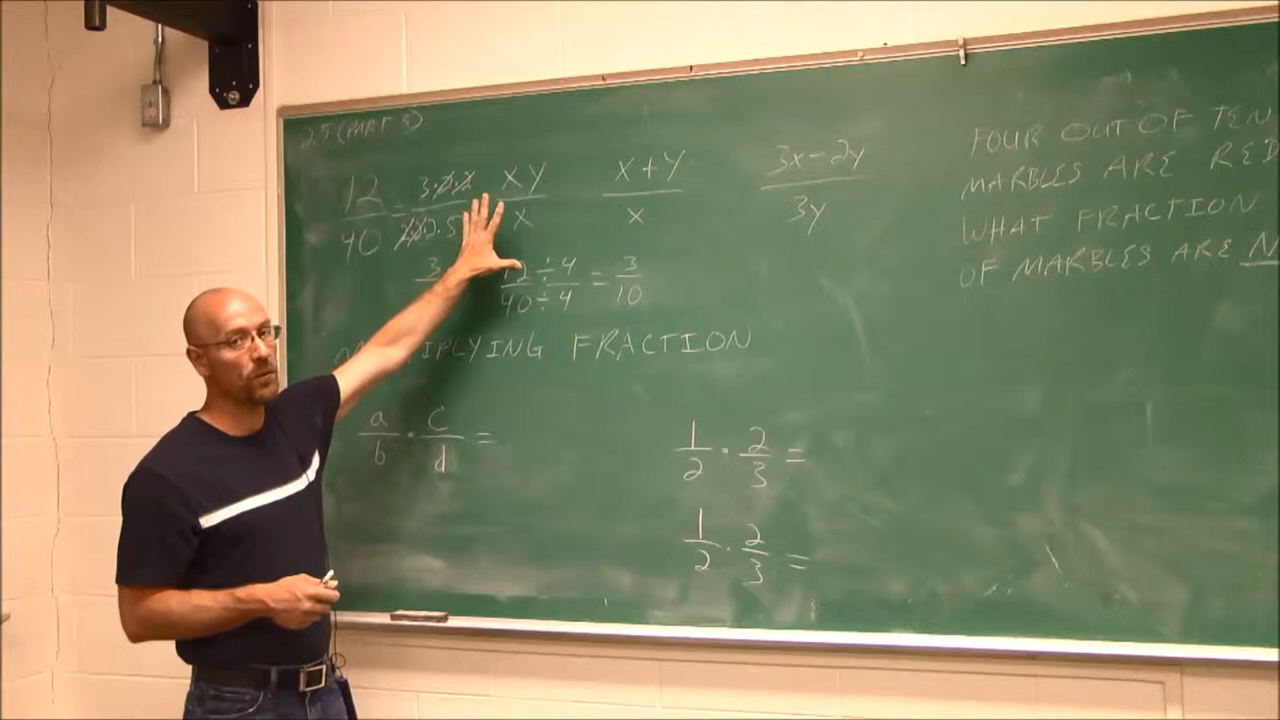 2.5 (PART 3)
12/40 = 3·2·2/2·2·2·5 xy/x x+y/x 3x-2y/3y
3
12÷4/40÷4 = 3/10
MULTIPLYING FRACTION
a/b · c/d =
1/2 · 2/3 =
1/2 · 2/3 =
FOUR OUT OF TEN
MARBLES ARE RED
WHAT FRACTION
OF MARBLES ARE N